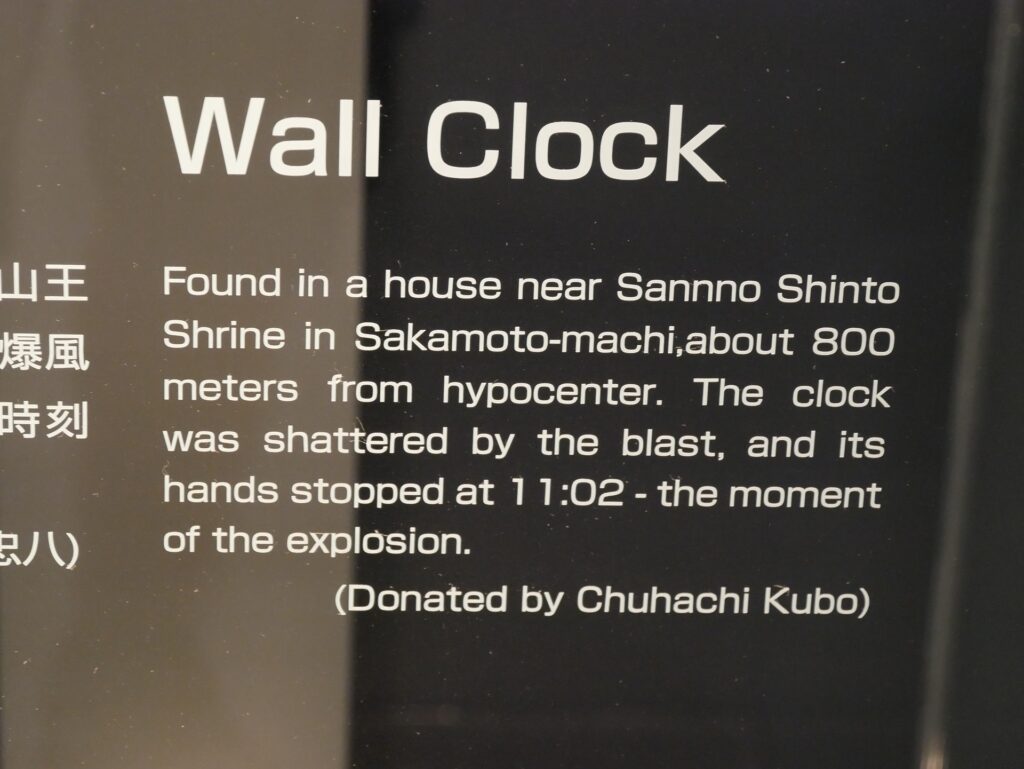 Wall Clock
Found in a house near Sannno Shinto
Shrine in Sakamoto-machi,about 800
meters from hypocenter. The clock
was shattered by the blast, and its
hands stopped at 11:02 - the moment
of the explosion.
(Donated by Chuhachi Kubo)
山王
爆風
時刻
忠八)